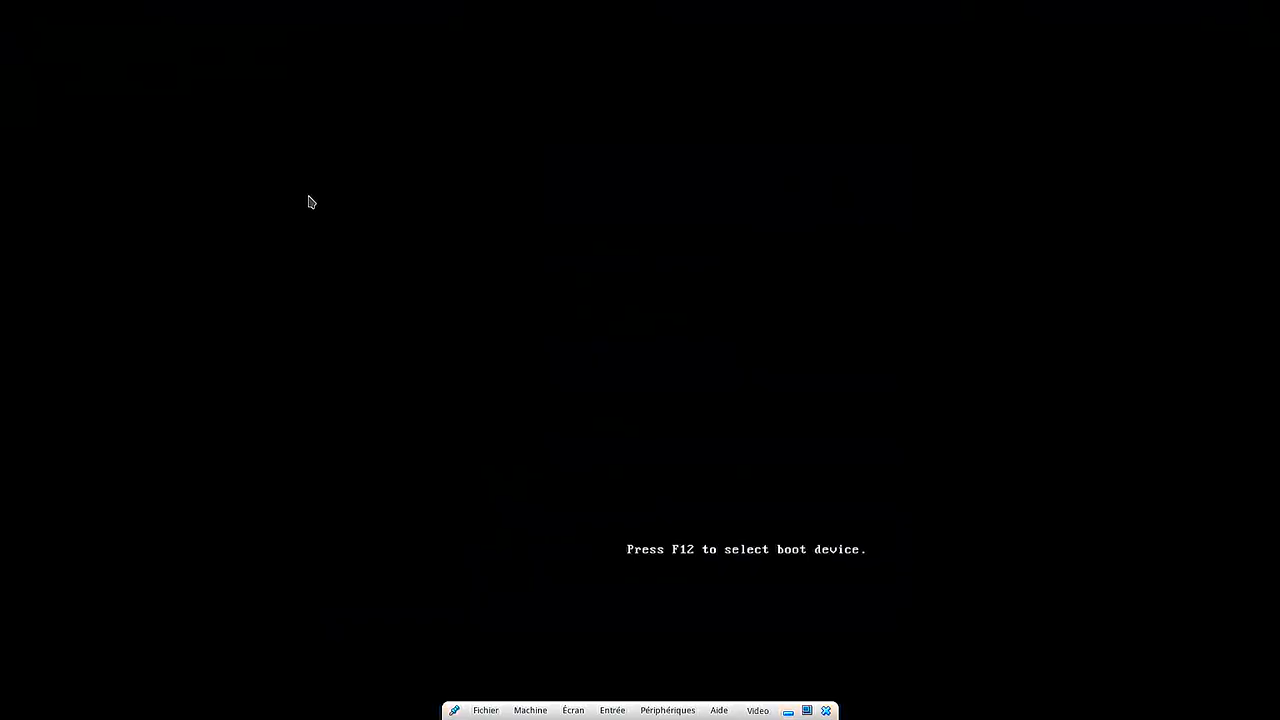 Press F12 to select boot device.
Fichier Machine Écran Entrée Périphériques Aide Video